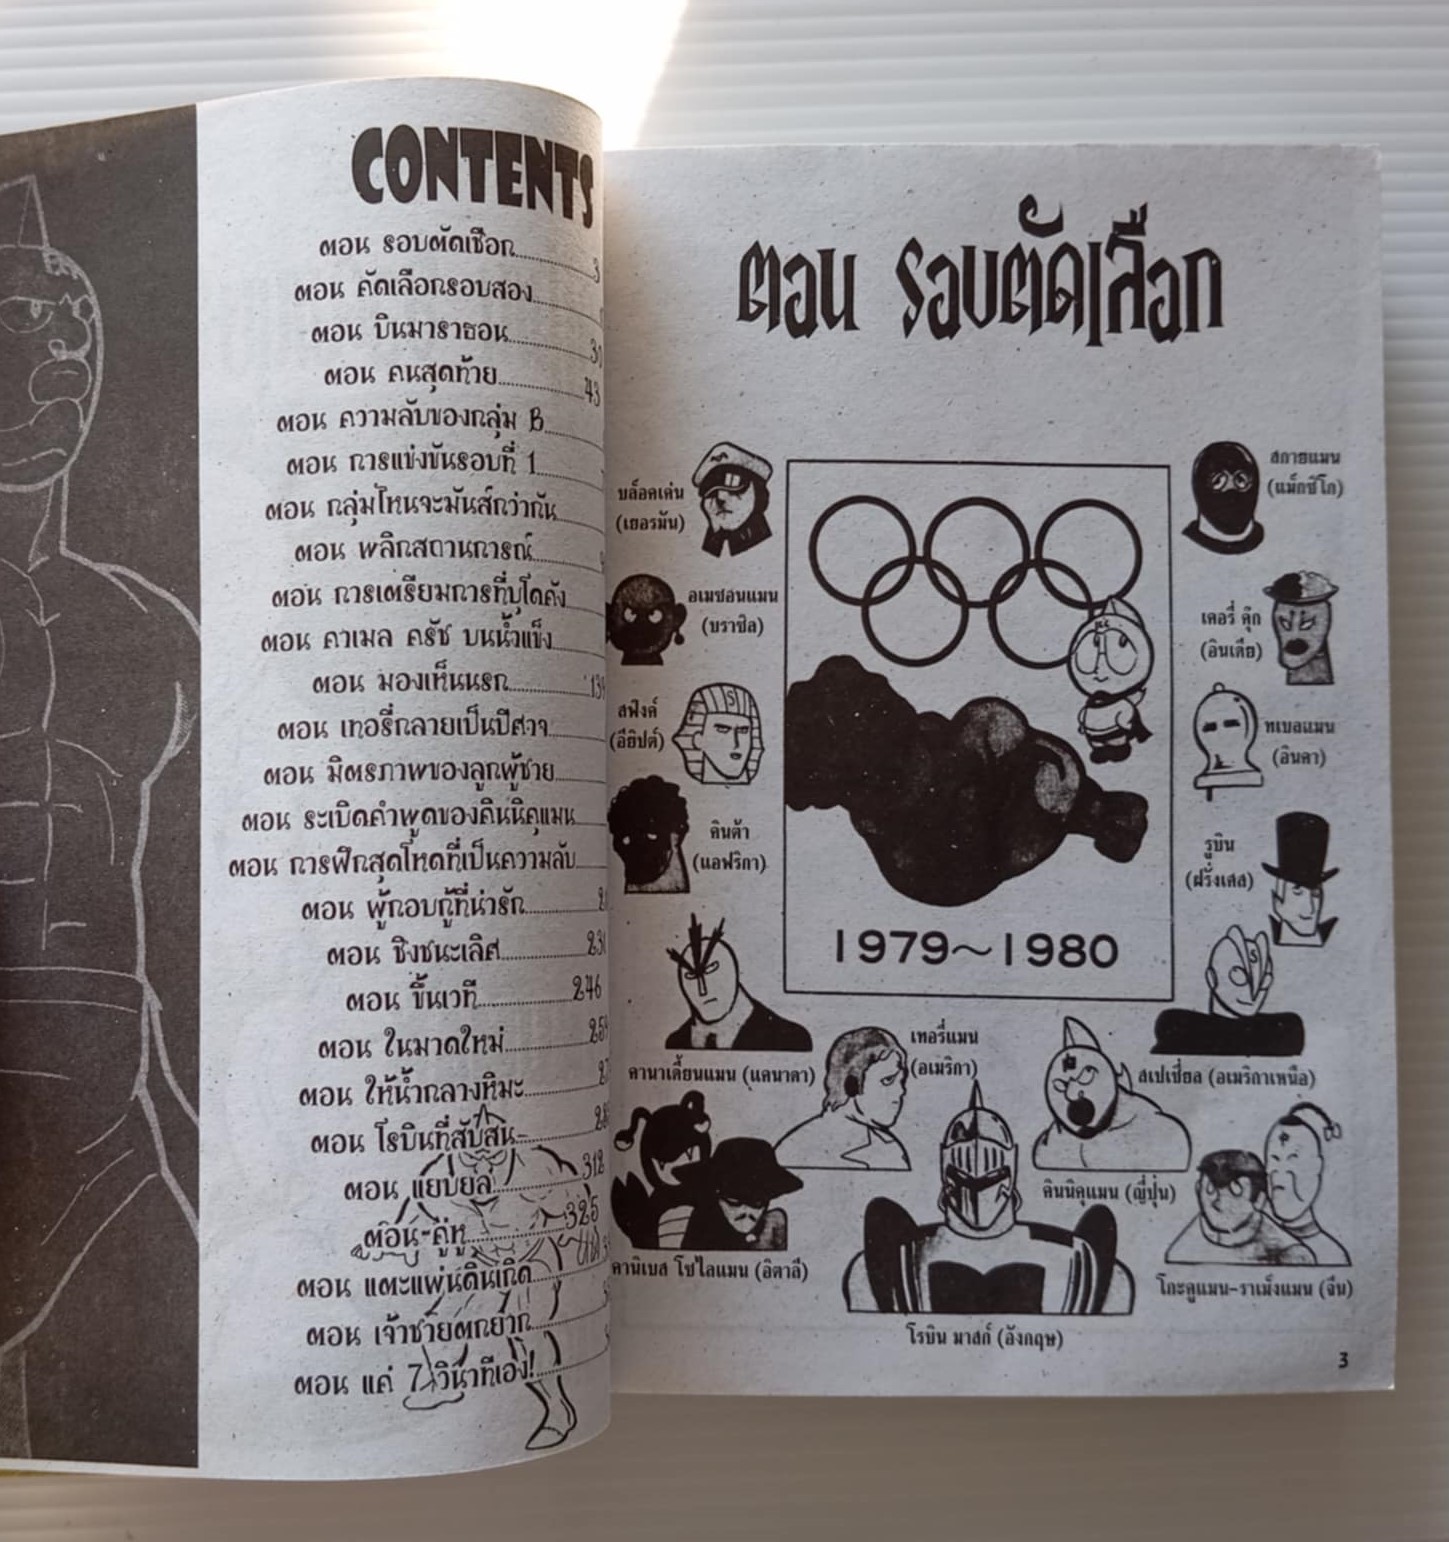 CONTENTS
ตอน รอบตัดเชือก
ตอน คัดเลือกรอบสอง
ตอน บินมาราธอน
ตอน คนสุดท้าย 43
ตอน ความลับของกลุ่ม B
ตอน การแข่งขันรอบที่ 1
ตอน กลุ่มไหนจะมันส์กว่ากัน
ตอน พลิกสถานการณ์
ตอน การเตรียมการที่บุโดคัง
ตอน คาเมล ครัช บนน้ำแข็ง
ตอน มองเห็นนรก
ตอน เทอรี่กลายเป็นปีศาจ
ตอน มิตรภาพของลูกผู้ชาย
ตอน ระเบิดคำพูดของคินนิคุแมน
ตอน การฝึกสุดโหดที่เป็นความลับ
ตอน ผู้กอบกู้ที่น่ารัก
ตอน ชิงชนะเลิศ 231
ตอน ขึ้นเวที 246
ตอน ในมาดใหม่
ตอน ให้น้ำกลางหิมะ
ตอน โรบินที่สับสน
ตอน แยบยล 312
ตอน คู่หู 325
ตอน แตะแผ่นดินเกิด
ตอน เจ้าชายตกยาก
ตอน แค่ 7 วินาทีเอง!
ตอน รอบตัดเลือก
บล็อคเค่น
(เยอรมัน)
สกายแมน
(แม็กซิโก)
อเมซอนแมน
(บราซิล)
เคอรี่ คุ๊ก
(อินเดีย)
สฟิงค์
(อียิปต์)
ทเบลแมน
(อินคา)
คินต้า
(แอฟริกา)
รูบิน
(ฝรั่งเศส)
1979~1980
คานาเดี้ยนแมน (แคนาดา)
เทอรี่แมน
(อเมริกา)
สเปเชี่ยล (อเมริกาเหนือ)
คินนิคุแมน (ญี่ปุ่น)
คานิเบส โซไลแมน (อิตาลี)
โกะคูแมน-ราเม็งแมน (จีน)
โรบิน มาสก์ (อังกฤษ)
3